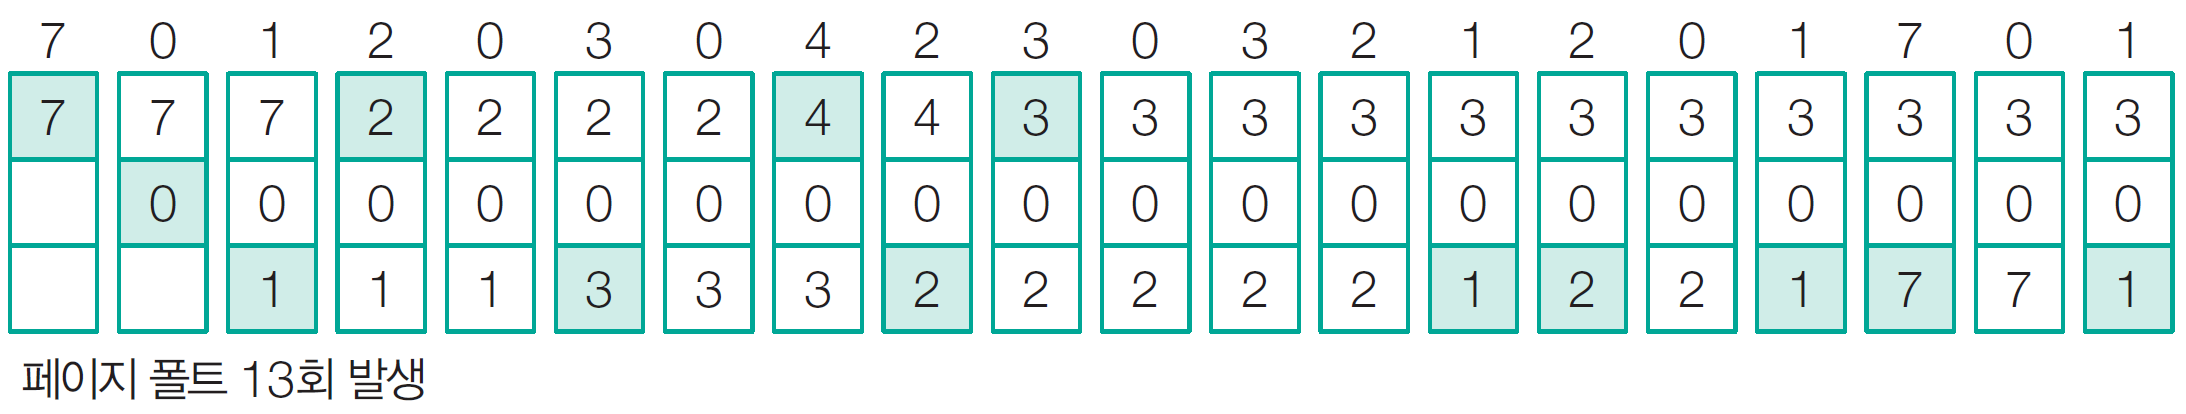 7 0 1 2 0 3 0 4 2 3 0 3 2 1 2 0 1 7 0 1
7 7 7 2 2 2 2 4 4 3 3 3 3 3 3 3 3 3 3 3
0 0 0 0 0 0 0 0 0 0 0 0 0 0 0 0 0 0 0
1 1 1 3 3 3 2 2 2 2 2 1 2 2 1 7 7 1
페이지 폴트 13회 발생